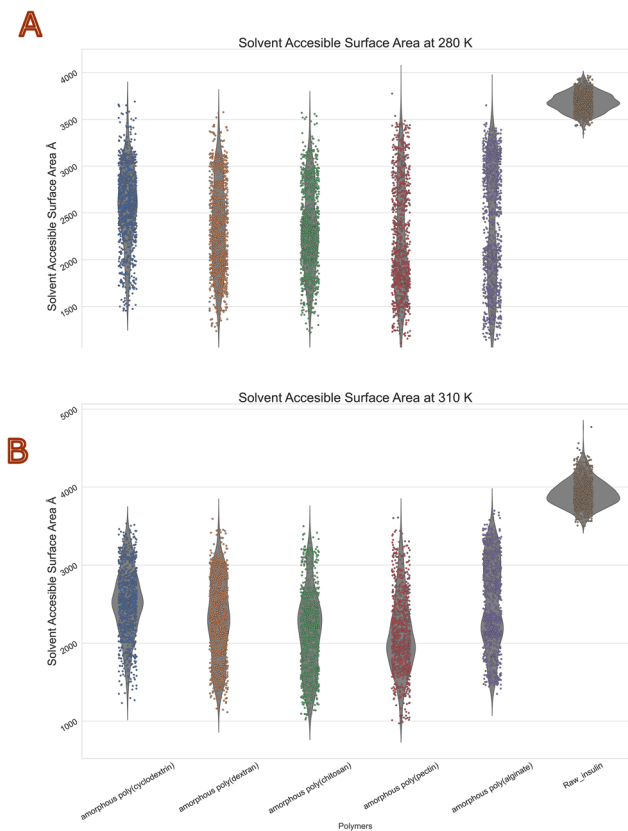 A
Solvent Accesible Surface Area at 280 K
Solvent Accesible Surface Area Å
4000
3500
3000
2500
2000
1500
B
Solvent Accesible Surface Area at 310 K
Solvent Accesible Surface Area Å
5000
4000
3000
2000
1000
amorphous poly(cyclodextrin)
amorphous poly(dextran)
amorphous poly(chitosan)
amorphous poly(pectin)
amorphous poly(alginate)
Raw_insulin
Polymers